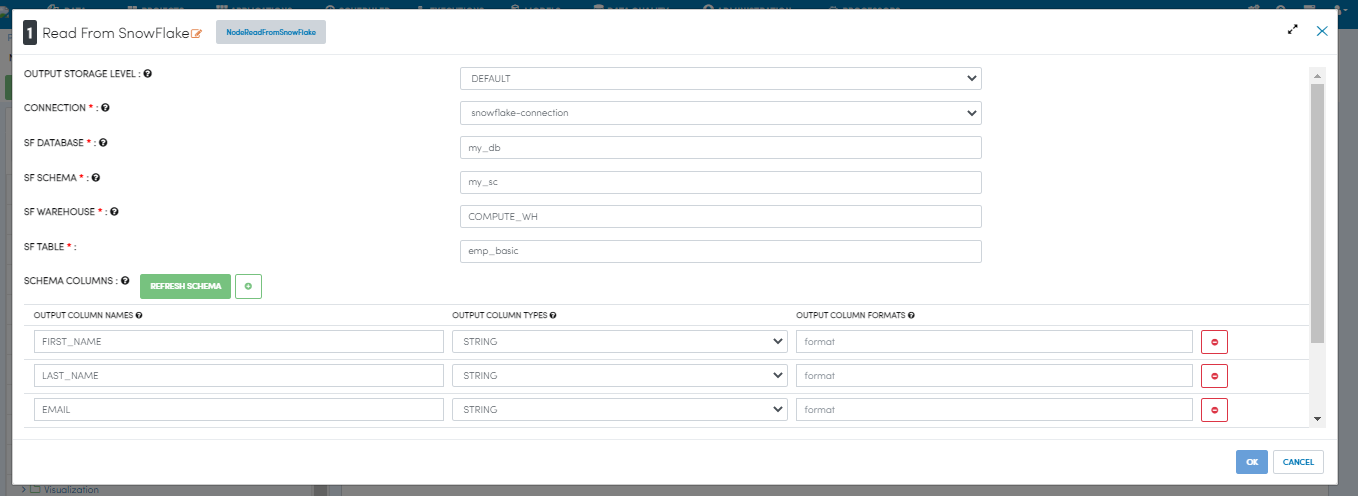 1 Read From SnowFlake NodeReadFromSnowFlake
OUTPUT STORAGE LEVEL : DEFAULT
CONNECTION * : snowflake-connection
SF DATABASE * : my_db
SF SCHEMA * : my_sc
SF WAREHOUSE * : COMPUTE_WH
SF TABLE * : emp_basic
SCHEMA COLUMNS : REFRESH SCHEMA
OUTPUT COLUMN NAMES OUTPUT COLUMN TYPES OUTPUT COLUMN FORMATS
FIRST_NAME STRING format
LAST_NAME STRING format
EMAIL STRING format
OK CANCEL
Visualization